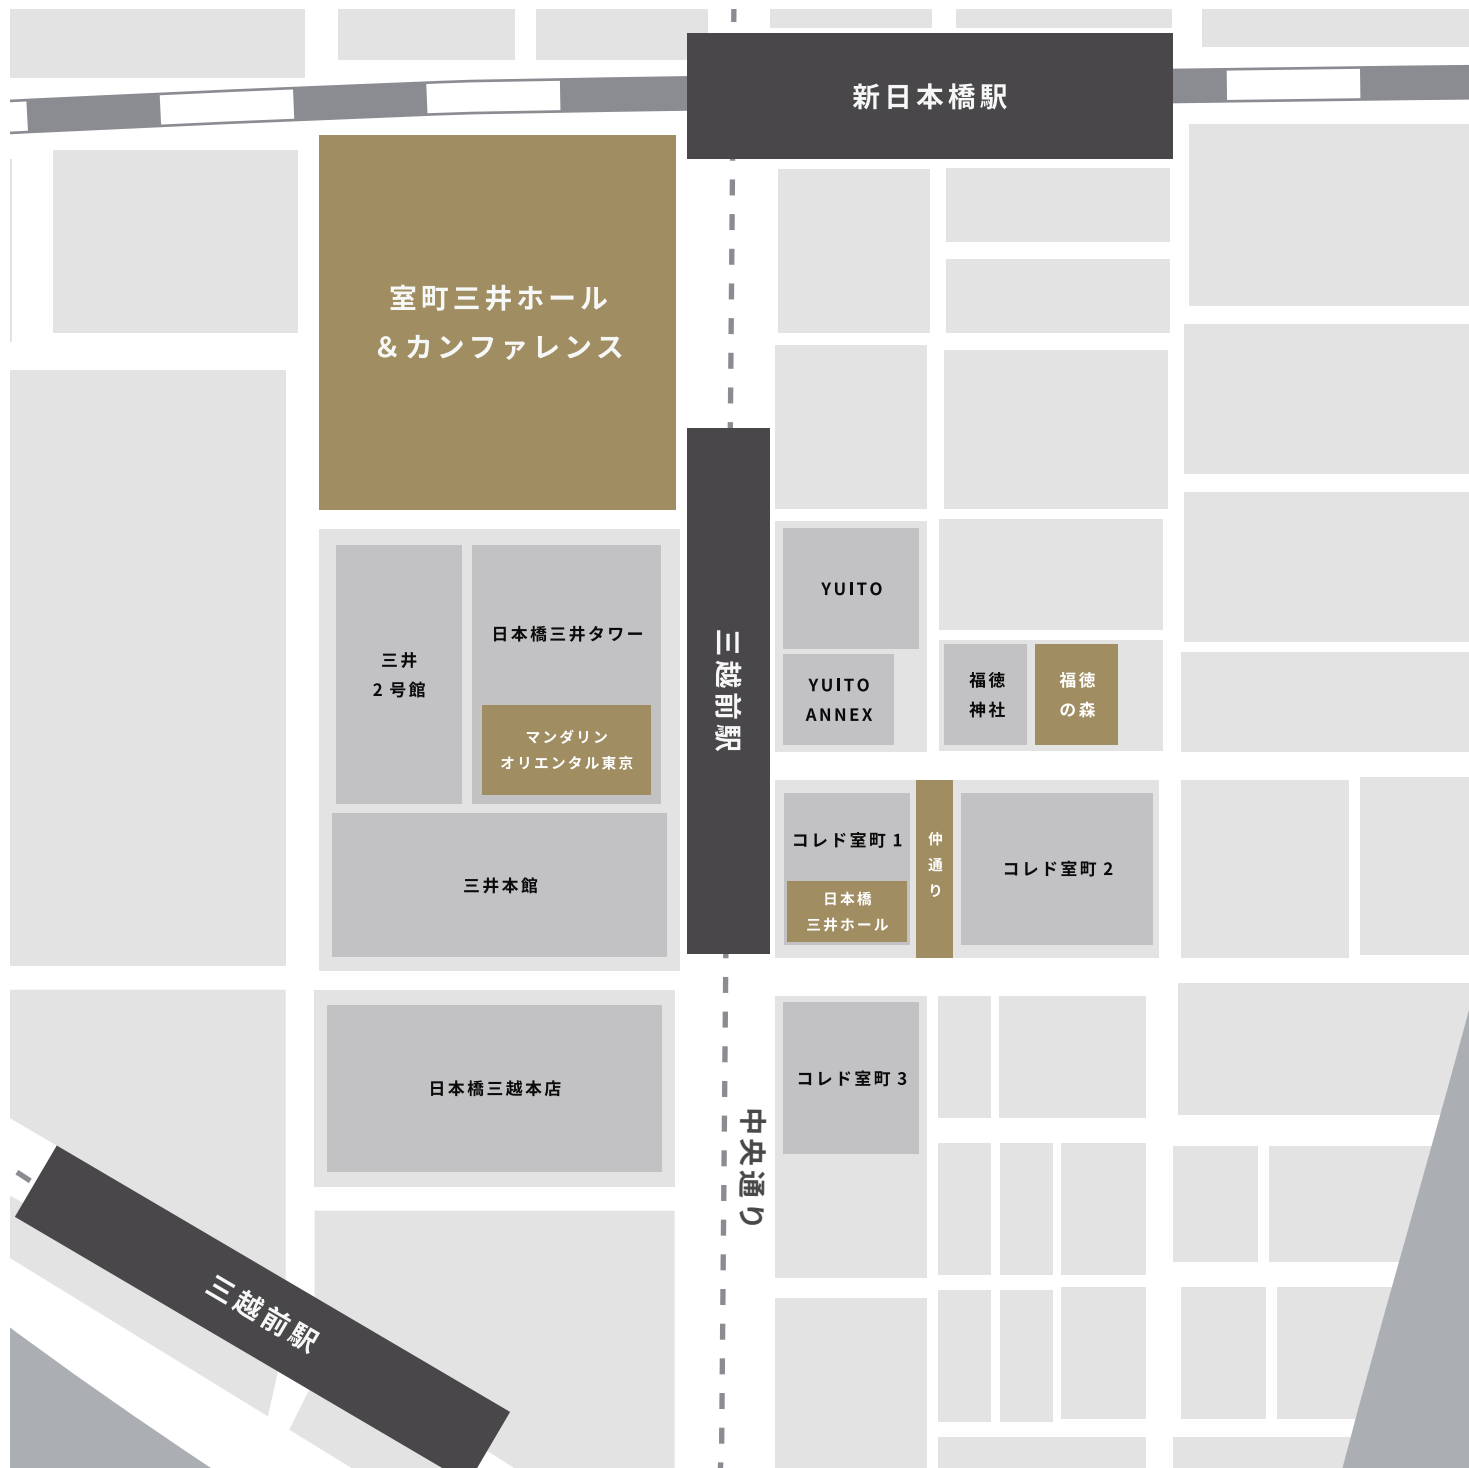 新日本橋駅
室町三井ホール
&カンファレンス
三越前駅
三井
2号館
日本橋三井タワー
マンダリン
オリエンタル東京
三井本館
YUITO
YUITO
ANNEX
福徳
神社
福徳
の森
コレド室町 1
日本橋
三井ホール
仲通り
コレド室町 2
日本橋三越本店
コレド室町 3
中央通り
三越前駅